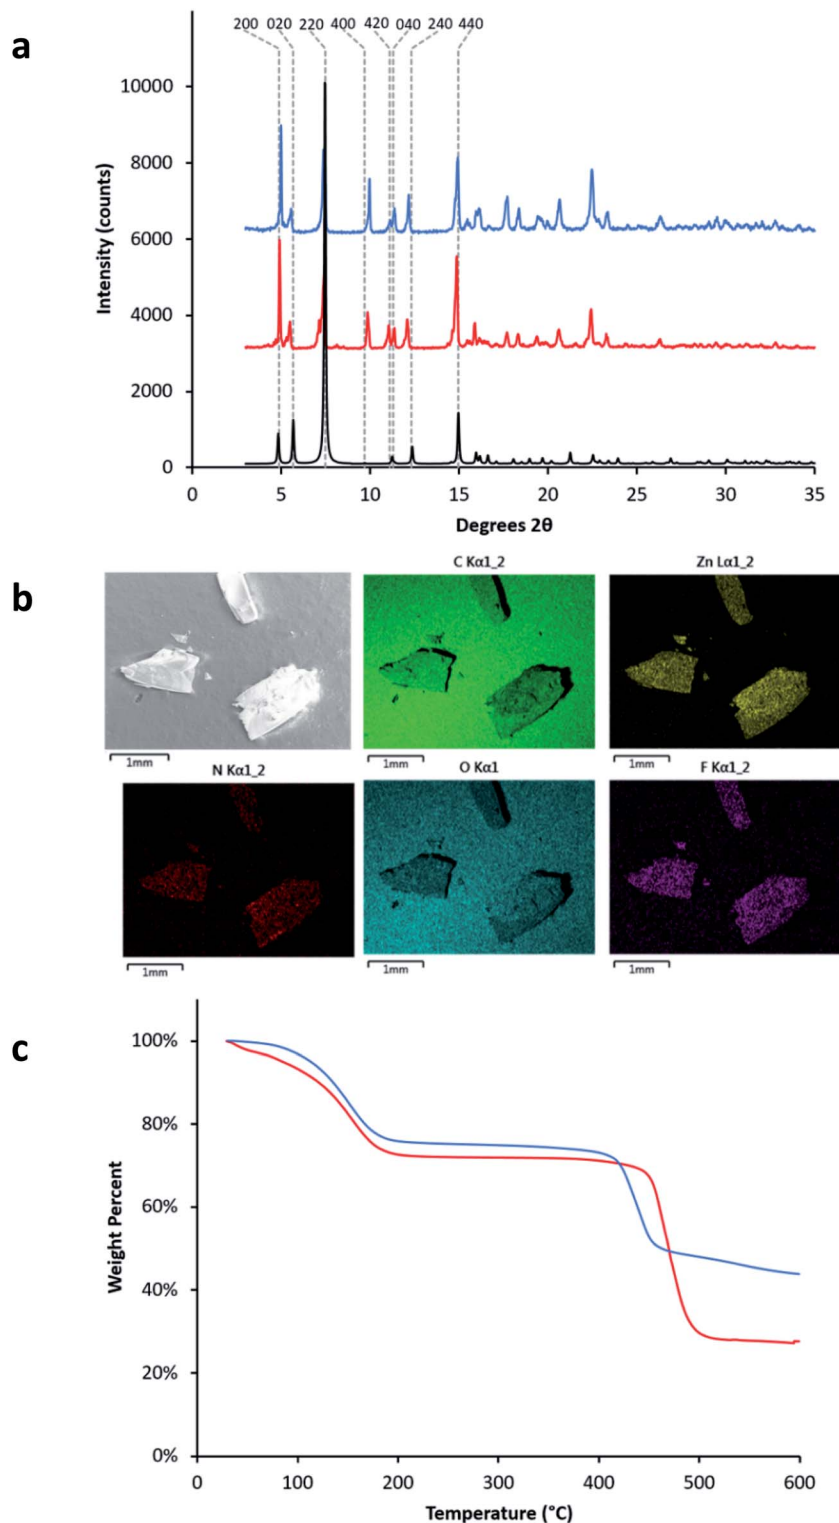 a
200 020 220 400 420 040 240 440
10000
8000
6000
4000
2000
0
Intensity (counts)
0 5 10 15 20 25 30 35
Degrees 2θ
b
C Kα1_2
Zn Lα1_2
1mm
1mm
1mm
N Kα1_2
O Kα1
F Kα1_2
1mm
1mm
1mm
c
100%
80%
60%
40%
20%
0%
Weight Percent
0 100 200 300 400 500 600
Temperature (°C)